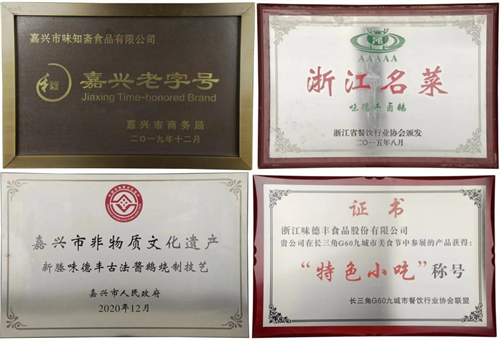 嘉兴市味知斋食品有限公司
嘉兴老字号
Jiaxing Time-honored Brand
嘉兴市商务局
二〇一九年十二月
AAAAA
浙江名菜
味德丰卤鹅
浙江省餐饮行业协会颁发
二〇一五年八月
嘉兴市非物质文化遗产
新塍味德丰古法酱鹅烧制技艺
嘉兴市人民政府
2020年12月
证书
浙江味德丰食品股份有限公司
贵公司在长三角G60九城市美食节中参展的产品获得：
“特色小吃”称号
长三角G60九城市餐饮行业协会联盟